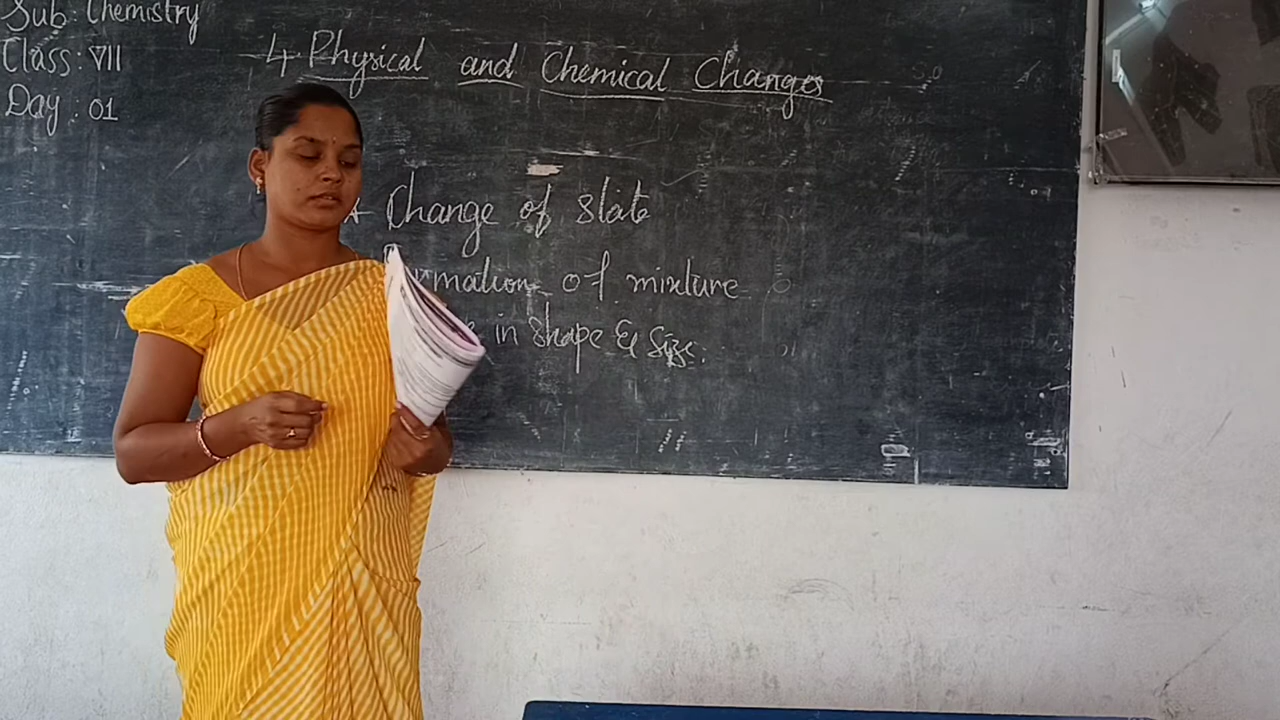 Sub: Chemistry
Class: VII
Day: 01
4. Physical and Chemical Changes
* Change of state
of mixture
in shape & size.